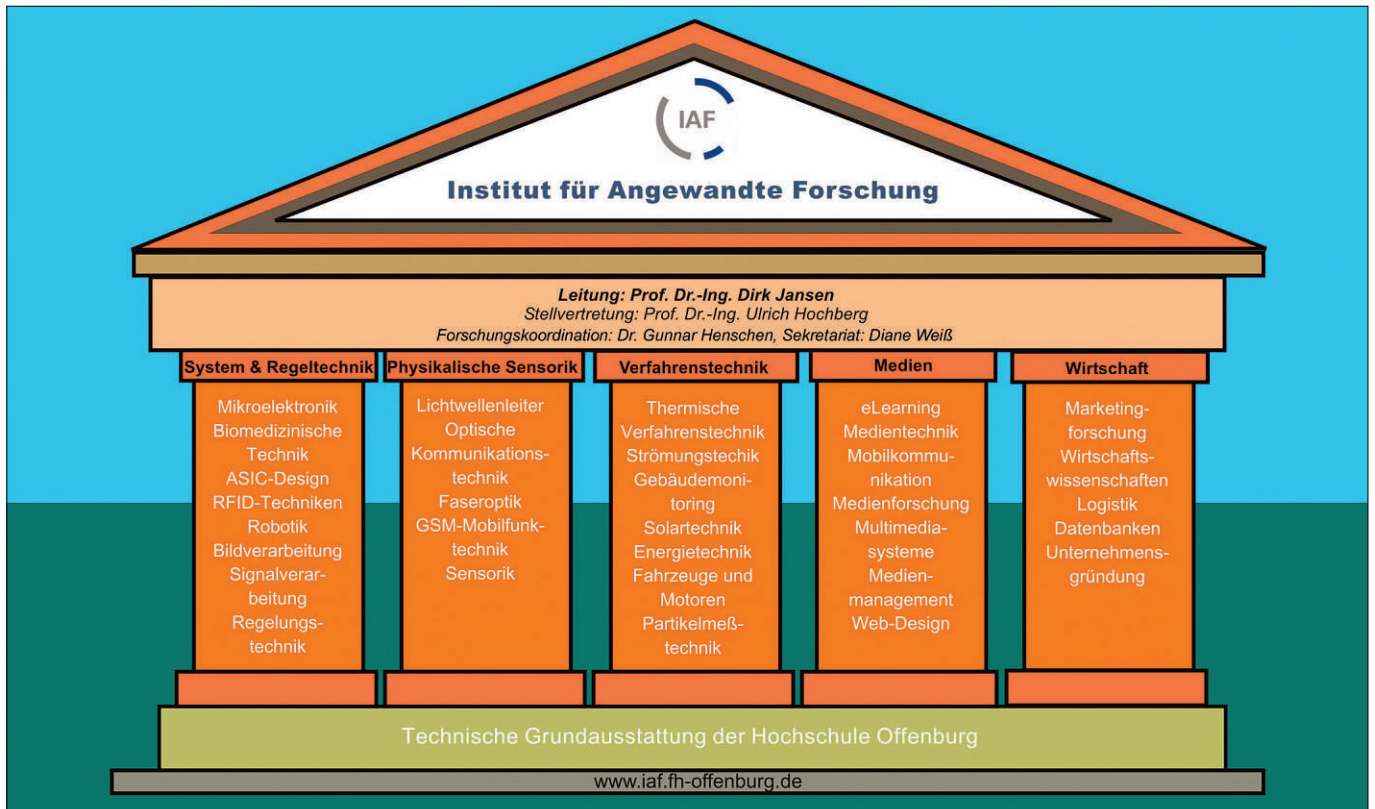 IAF
Institut für Angewandte Forschung
Leitung: Prof. Dr.-Ing. Dirk Jansen
Stellvertretung: Prof. Dr.-Ing. Ulrich Hochberg
Forschungskoordination: Dr. Gunnar Henschen, Sekretariat: Diane Weiß
System & Regeltechnik
Mikroelektronik
Biomedizinische
Technik
ASIC-Design
RFID-Techniken
Robotik
Bildverarbeitung
Signalverar-
beitung
Regelungs-
technik
Physikalische Sensorik
Lichtwellenleiter
Optische
Kommunikations-
technik
Faseroptik
GSM-Mobilfunk-
technik
Sensorik
Verfahrenstechnik
Thermische
Verfahrenstechnik
Strömungstechik
Gebäudemoni-
toring
Solartechnik
Energietechnik
Fahrzeuge und
Motoren
Partikelmeß-
technik
Medien
eLearning
Medientechnik
Mobilkommu-
nikation
Medienforschung
Multimedia-
systeme
Medien-
management
Web-Design
Wirtschaft
Marketing-
forschung
Wirtschafts-
wissenschaften
Logistik
Datenbanken
Unternehmens-
gründung
Technische Grundausstattung der Hochschule Offenburg
www.iaf.fh-offenburg.de